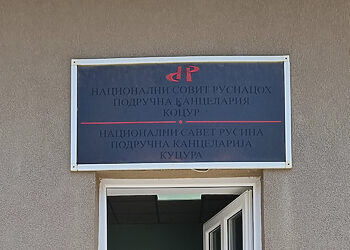 НАЦИОНАЛНИ СОВИТ РУСНАЦОХ
ПОДРУЧНА КАНЦЕЛАРИЯ
КОЦУР
НАЦИОНАЛНИ САВЕТ РУСИНА
ПОДРУЧНА КАНЦЕЛАРИЈА
КУЦУРА